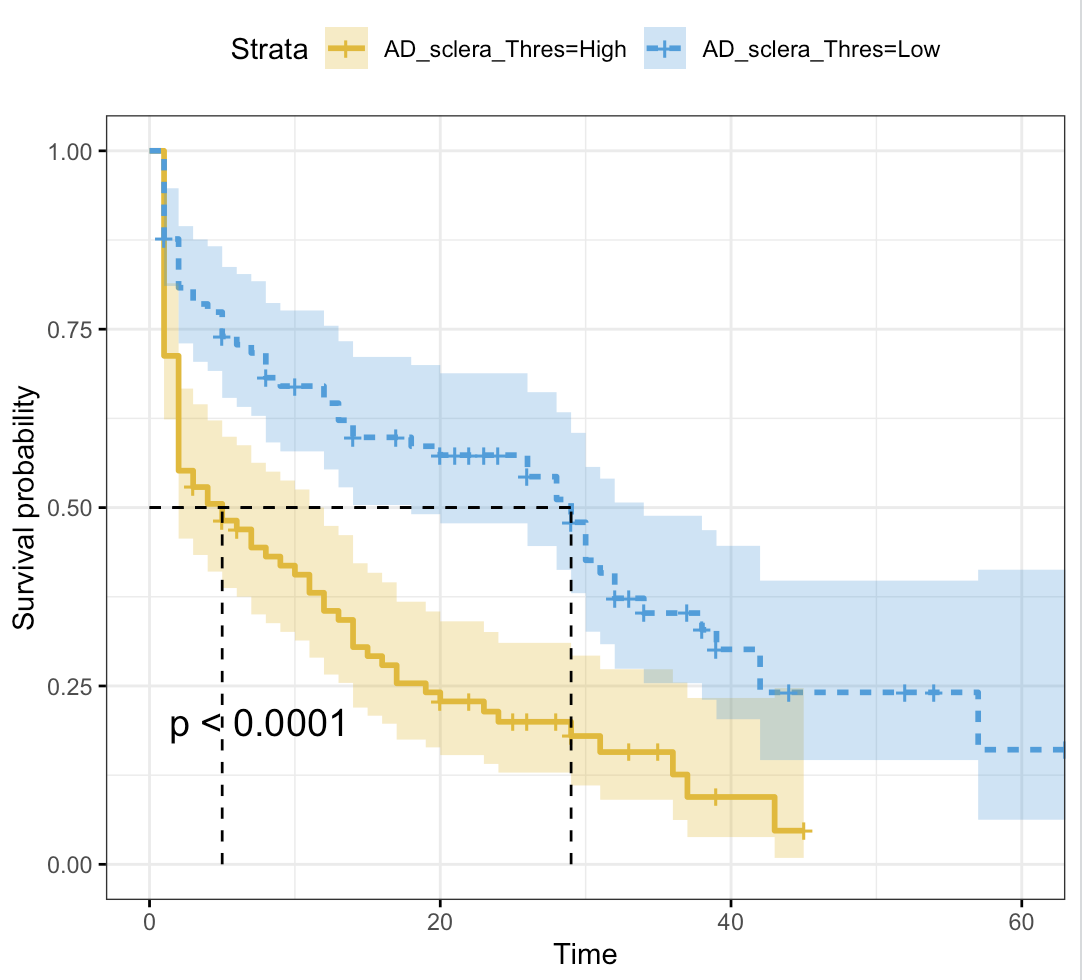 Strata AD_sclera_Thres=High AD_sclera_Thres=Low
1.00
0.75
0.50
0.25
0.00
Survival probability
p < 0.0001
0 20 40 60
Time